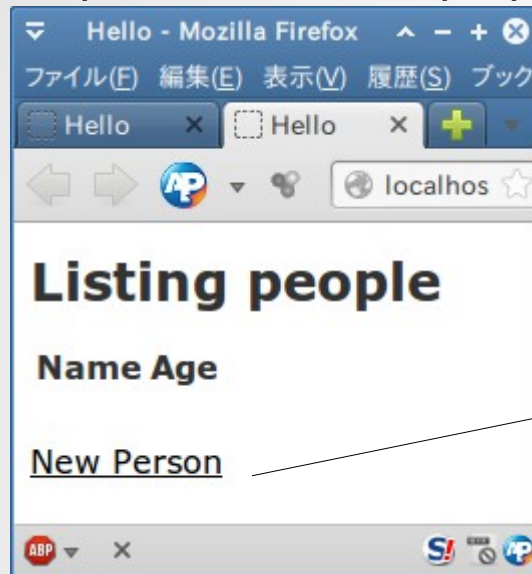 Hello - Mozilla Firefox
ファイル(F) 編集(E) 表示(V) 履歴(S) ブック
Hello Hello
localhos
Listing people
Name Age
New Person
ABP